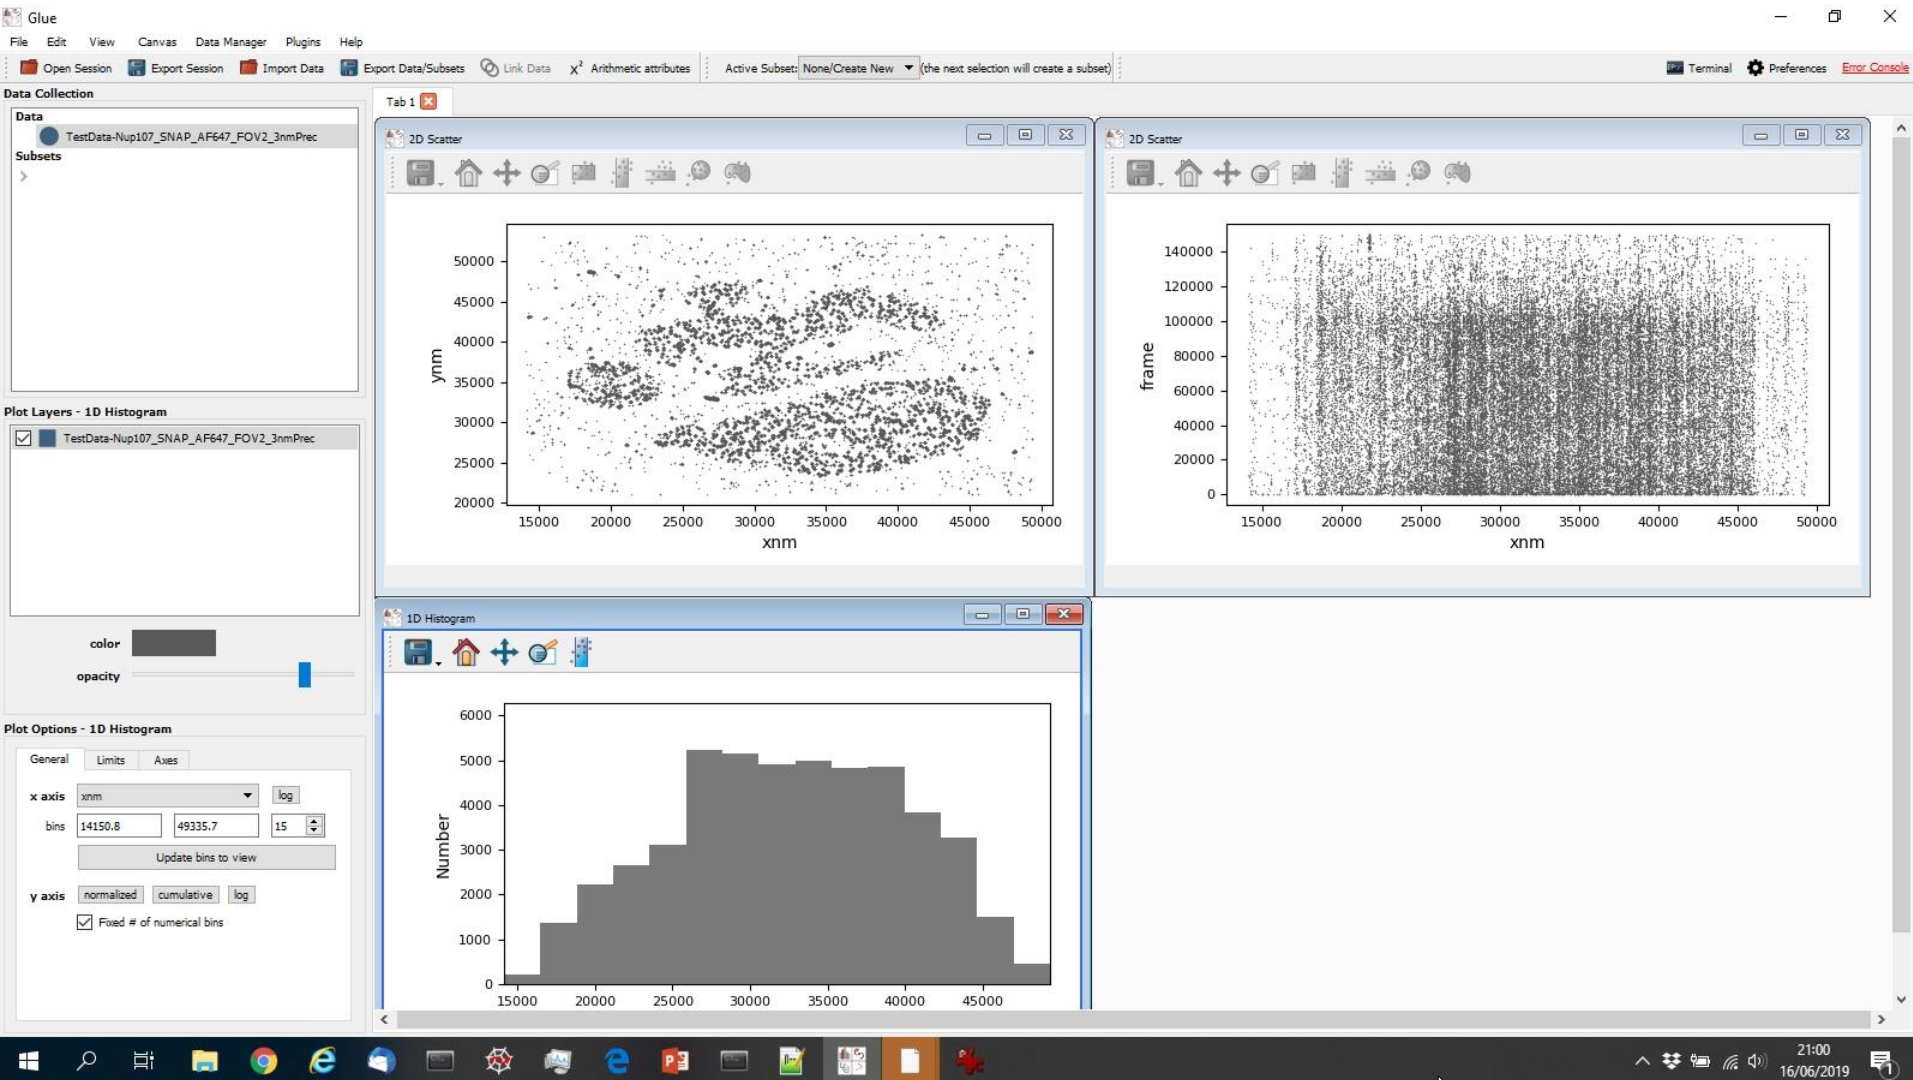 Glue
File Edit View Canvas Data Manager Plugins Help
Open Session Export Session Import Data Export Data/Subsets Link Data x² Arithmetic attributes Active Subset: None/Create New (the next selection will create a subset) Terminal Preferences Error Console
Data Collection
Data
TestData-Nup107_SNAP_AF647_FOV2_3nmPrec
Subsets
Plot Layers - 1D Histogram
TestData-Nup107_SNAP_AF647_FOV2_3nmPrec
color
opacity
Plot Options - 1D Histogram
General Limits Axes
x axis xnm log
bins 14150.8 49335.7 15
Update bins to view
y axis normalized cumulative log
Fixed # of numerical bins
Tab 1
2D Scatter
ynm
50000
45000
40000
35000
30000
25000
20000
15000 20000 25000 30000 35000 40000 45000 50000
xnm
2D Scatter
frame
140000
120000
100000
80000
60000
40000
20000
0
15000 20000 25000 30000 35000 40000 45000 50000
xnm
1D Histogram
Number
6000
5000
4000
3000
2000
1000
0
15000 20000 25000 30000 35000 40000 45000
21:00
16/06/2019
1